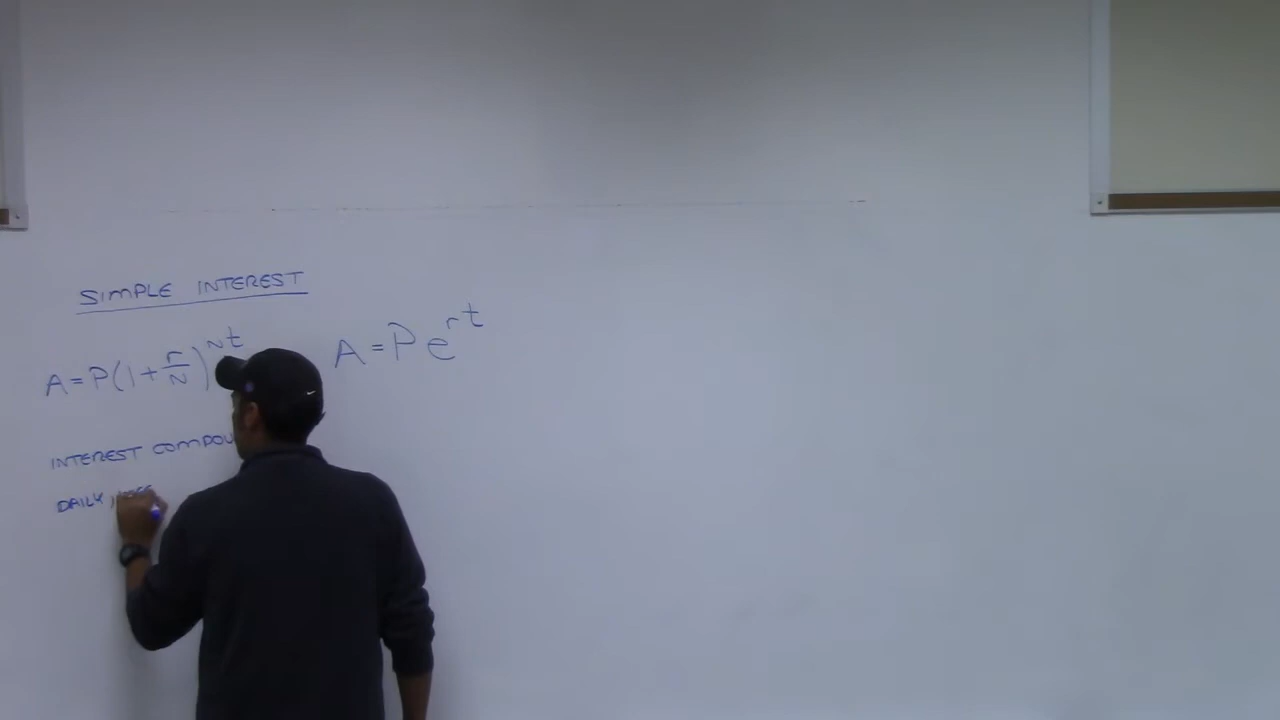 SIMPLE INTEREST
A=P(1+r/N)^Nt
A=Pe^rt
INTEREST COMPOU
DAILY,